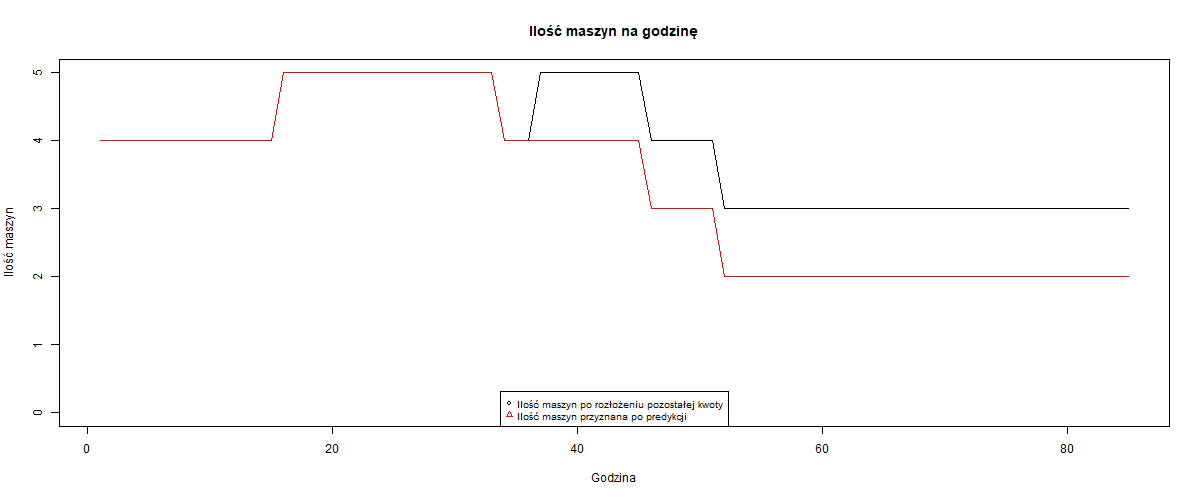 Ilość maszyn na godzinę
Ilość maszyn
5
4
3
2
1
0
Ilość maszyn po rozłożeniu pozostałej kwoty
Ilość maszyn przyznana po predykcji
0 20 40 60 80
Godzina